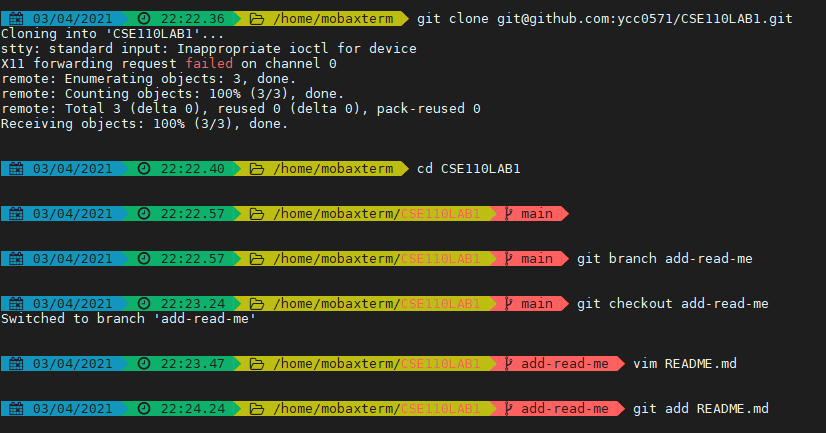 03/04/2021 22:22.36 /home/mobaxterm git clone git@github.com:ycc0571/CSE110LAB1.git
Cloning into 'CSE110LAB1'...
stty: standard input: Inappropriate ioctl for device
X11 forwarding request failed on channel 0
remote: Enumerating objects: 3, done.
remote: Counting objects: 100% (3/3), done.
remote: Total 3 (delta 0), reused 0 (delta 0), pack-reused 0
Receiving objects: 100% (3/3), done.
03/04/2021 22:22.40 /home/mobaxterm cd CSE110LAB1
03/04/2021 22:22.57 /home/mobaxterm/CSE110LAB1 main
03/04/2021 22:22.57 /home/mobaxterm/CSE110LAB1 main git branch add-read-me
03/04/2021 22:23.24 /home/mobaxterm/CSE110LAB1 main git checkout add-read-me
Switched to branch 'add-read-me'
03/04/2021 22:23.47 /home/mobaxterm/CSE110LAB1 add-read-me vim README.md
03/04/2021 22:24.24 /home/mobaxterm/CSE110LAB1 add-read-me git add README.md